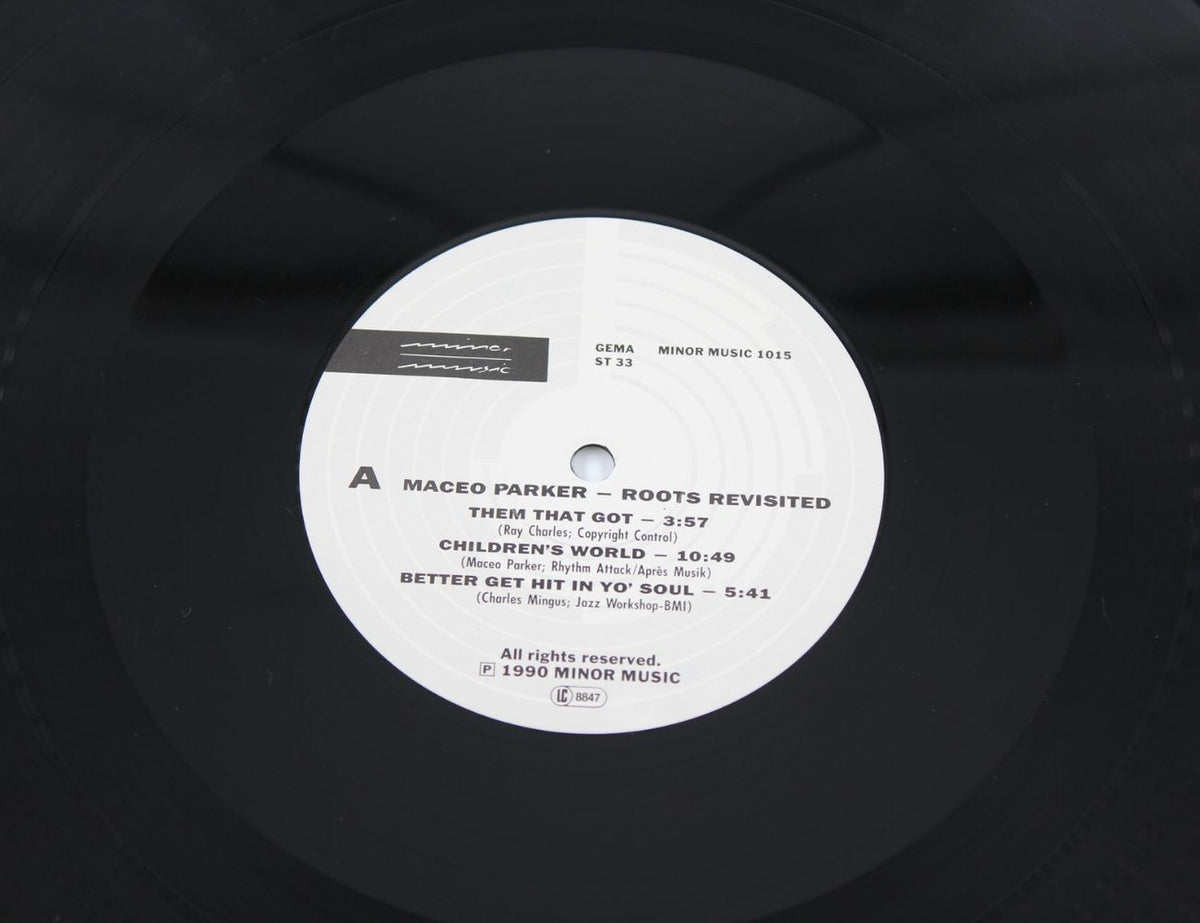 minor
music
GEMA MINOR MUSIC 1015
ST 33
A MACEO PARKER – ROOTS REVISITED
THEM THAT GOT – 3:57
(Ray Charles; Copyright Control)
CHILDREN'S WORLD – 10:49
(Maceo Parker; Rhythm Attack/Après Musik)
BETTER GET HIT IN YO' SOUL – 5:41
(Charles Mingus; Jazz Workshop-BMI)
All rights reserved.
P 1990 MINOR MUSIC
LC 8847